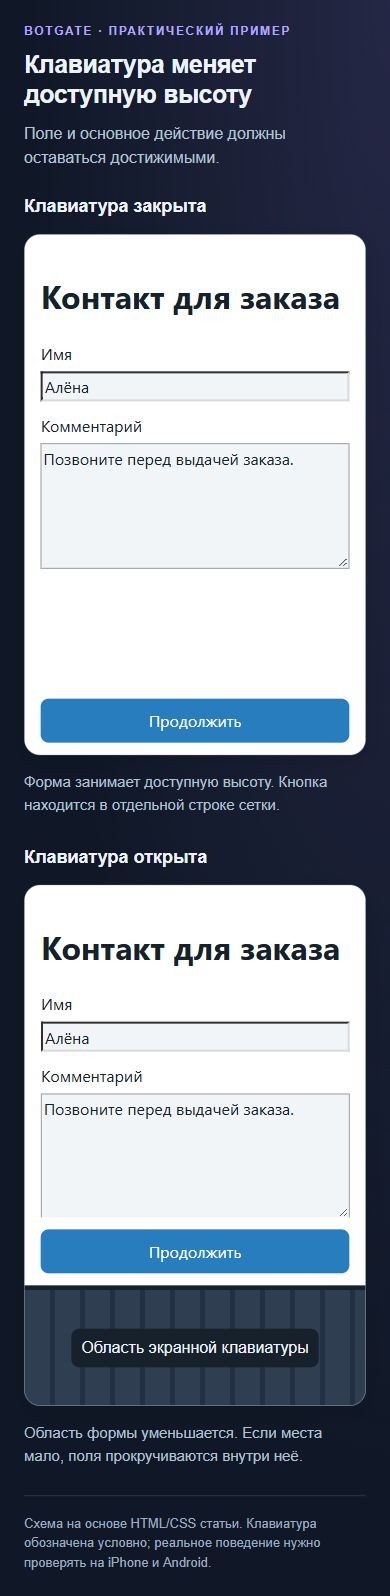 BOTGATE · ПРАКТИЧЕСКИЙ ПРИМЕР
Клавиатура меняет
доступную высоту
Поле и основное действие должны
оставаться достижимыми.
Клавиатура закрыта
Контакт для заказа
Имя
Алёна
Комментарий
Позвоните перед выдачей заказа.
Продолжить
Форма занимает доступную высоту. Кнопка
находится в отдельной строке сетки.
Клавиатура открыта
Контакт для заказа
Имя
Алёна
Комментарий
Позвоните перед выдачей заказа.
Продолжить
Область экранной клавиатуры
Область формы уменьшается. Если места
мало, поля прокручиваются внутри неё.
Схема на основе HTML/CSS статьи. Клавиатура
обозначена условно; реальное поведение нужно
проверять на iPhone и Android.